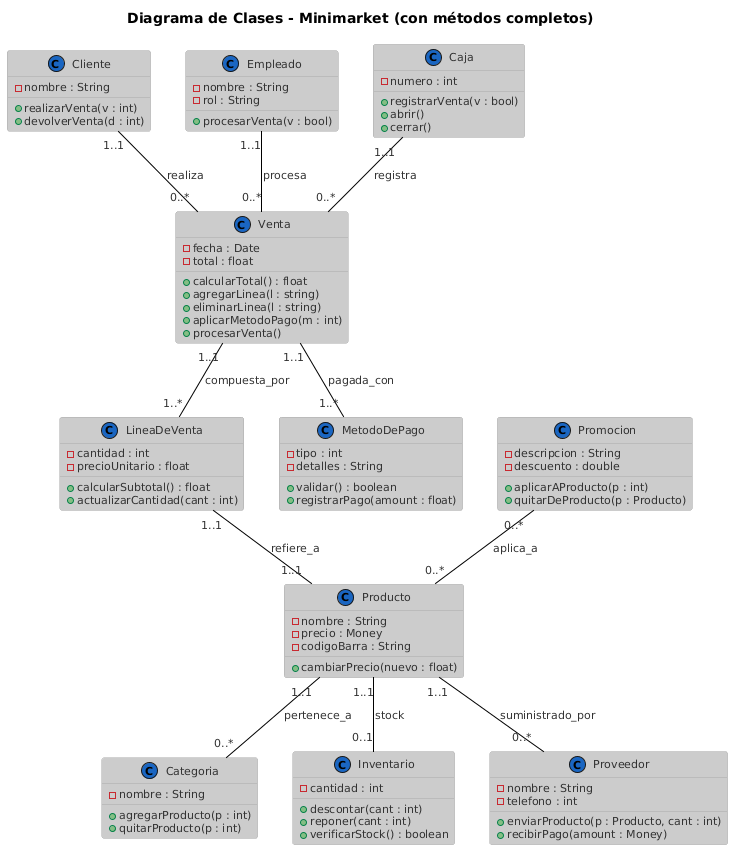 Diagrama de Clases - Minimarket (con métodos completos)
C Cliente
nombre : String
realizarVenta(v : int)
devolverVenta(d : int)
C Empleado
nombre : String
rol : String
procesarVenta(v : bool)
C Caja
numero : int
registrarVenta(v : bool)
abrir()
cerrar()
1..1
realiza
0..*
1..1
procesa
0..*
1..1
registra
0..*
C Venta
fecha : Date
total : float
calcularTotal() : float
agregarLinea(l : string)
eliminarLinea(l : string)
aplicarMetodoPago(m : int)
procesarVenta()
1..1
compuesta_por
1..*
1..1
pagada_con
1..*
C LineaDeVenta
cantidad : int
precioUnitario : float
calcularSubtotal() : float
actualizarCantidad(cant : int)
C MetodoDePago
tipo : int
detalles : String
validar() : boolean
registrarPago(amount : float)
C Promocion
descripcion : String
descuento : double
aplicarAProducto(p : int)
quitarDeProducto(p : Producto)
1..1
refiere_a
1..1
0..*
aplica_a
0..*
C Producto
nombre : String
precio : Money
codigoBarra : String
cambiarPrecio(nuevo : float)
1..1
pertenece_a
0..*
1..1
stock
0..1
1..1
suministrado_por
0..*
C Categoria
nombre : String
agregarProducto(p : int)
quitarProducto(p : int)
C Inventario
cantidad : int
descontar(cant : int)
reponer(cant : int)
verificarStock() : boolean
C Proveedor
nombre : String
telefono : int
enviarProducto(p : Producto, cant : int)
recibirPago(amount : Money)